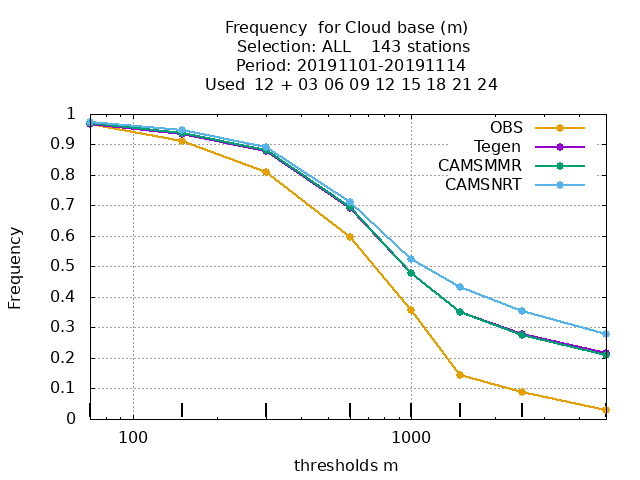 Frequency  for Cloud base (m)
Selection: ALL    143 stations
Period: 20191101-20191114
Used  12 + 03 06 09 12 15 18 21 24
OBS
Tegen
CAMSMMR
CAMSNRT
1
0.9
0.8
0.7
0.6
0.5
0.4
0.3
0.2
0.1
0
Frequency
100
1000
thresholds m